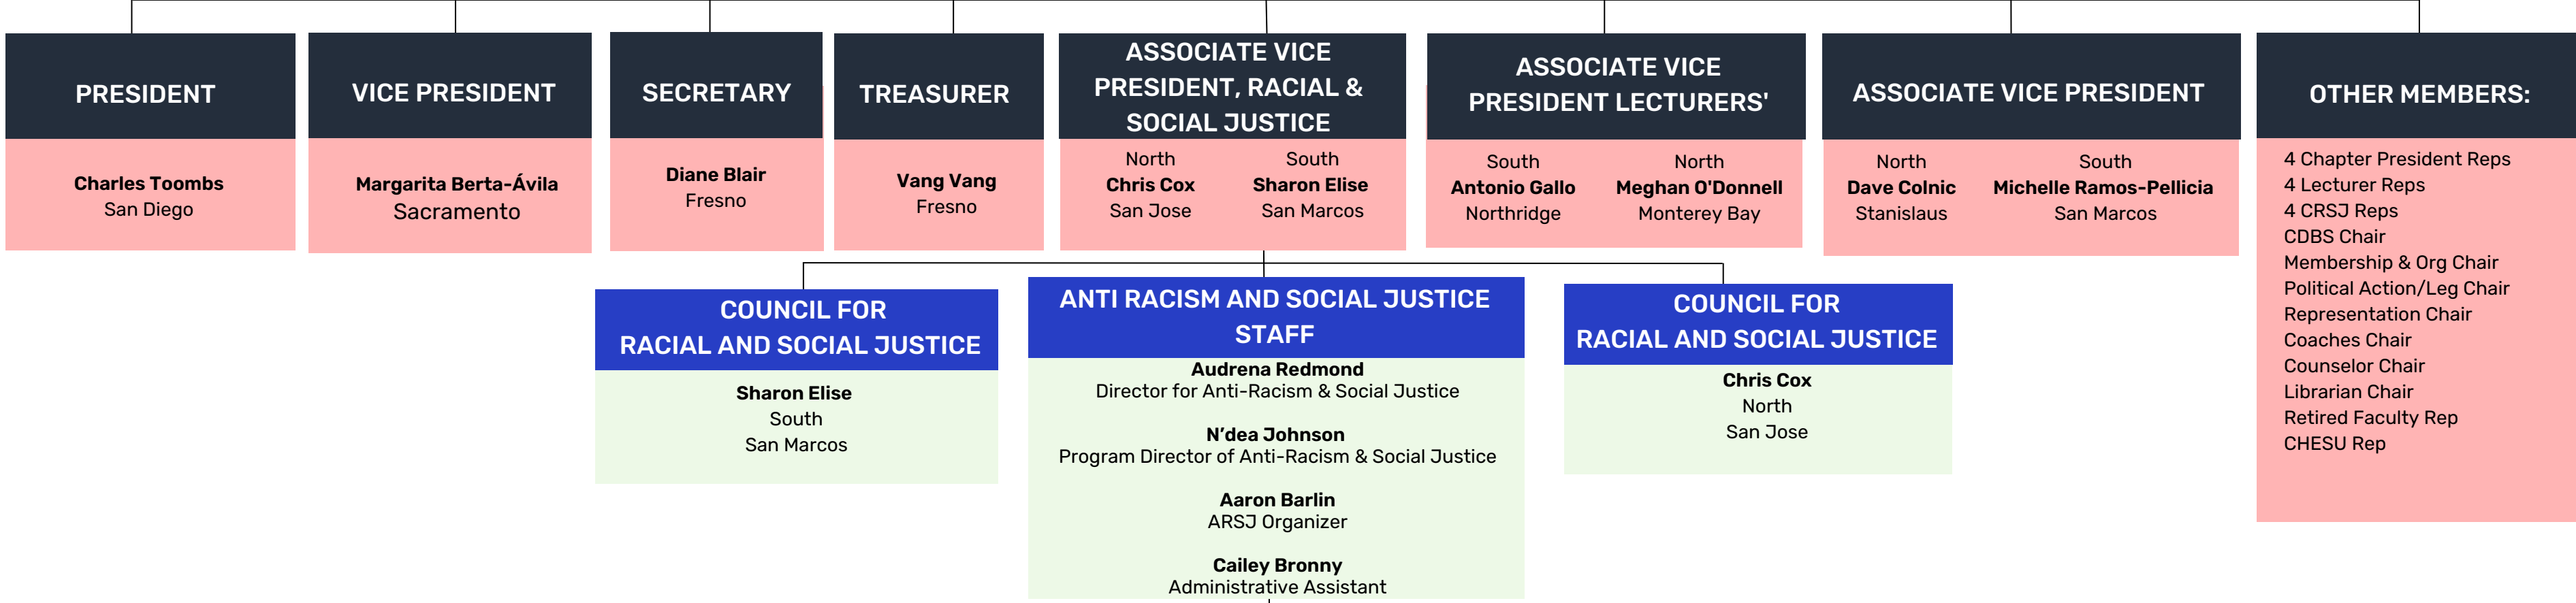 PRESIDENT
Charles Toombs
San Diego
VICE PRESIDENT
Margarita Berta-Ávila
Sacramento
SECRETARY
Diane Blair
Fresno
TREASURER
Vang Vang
Fresno
ASSOCIATE VICE
PRESIDENT, RACIAL &
SOCIAL JUSTICE
North
Chris Cox
San Jose
South
Sharon Elise
San Marcos
ASSOCIATE VICE
PRESIDENT LECTURERS'
South
Antonio Gallo
Northridge
North
Meghan O'Donnell
Monterey Bay
ASSOCIATE VICE PRESIDENT
North
Dave Colnic
Stanislaus
South
Michelle Ramos-Pellicia
San Marcos
OTHER MEMBERS:
4 Chapter President Reps
4 Lecturer Reps
4 CRSJ Reps
CDBS Chair
Membership & Org Chair
Political Action/Leg Chair
Representation Chair
Coaches Chair
Counselor Chair
Librarian Chair
Retired Faculty Rep
CHESU Rep
COUNCIL FOR
RACIAL AND SOCIAL JUSTICE
Sharon Elise
South
San Marcos
ANTI RACISM AND SOCIAL JUSTICE
STAFF
Audrena Redmond
Director for Anti-Racism & Social Justice
N’dea Johnson
Program Director of Anti-Racism & Social Justice
Aaron Barlin
ARSJ Organizer
Cailey Bronny
Administrative Assistant
COUNCIL FOR
RACIAL AND SOCIAL JUSTICE
Chris Cox
North
San Jose